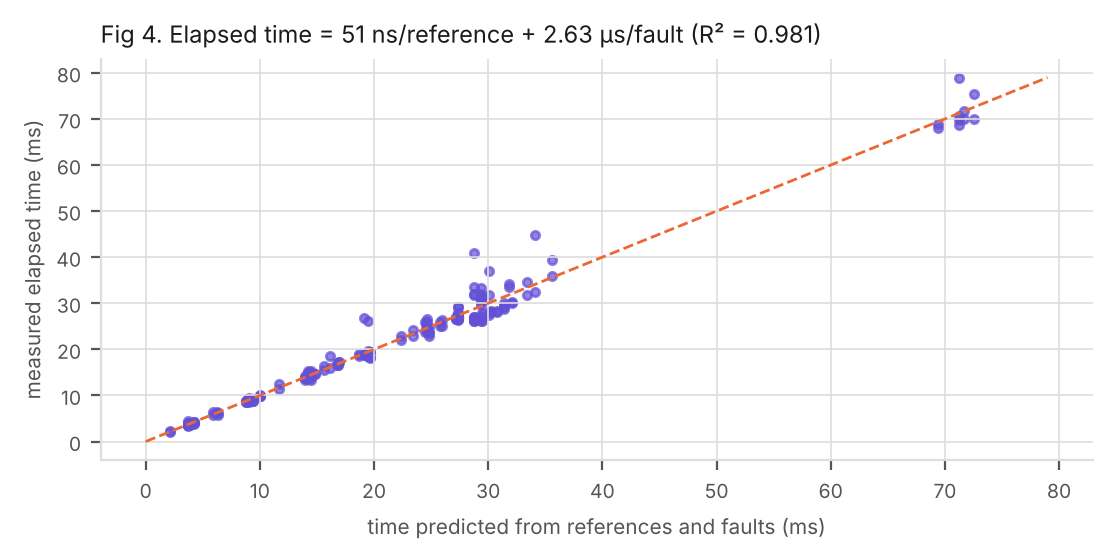 Fig 4. Elapsed time = 51 ns/reference + 2.63 µs/fault (R² = 0.981)
measured elapsed time (ms)
80
70
60
50
40
30
20
10
0
0 10 20 30 40 50 60 70 80
time predicted from references and faults (ms)